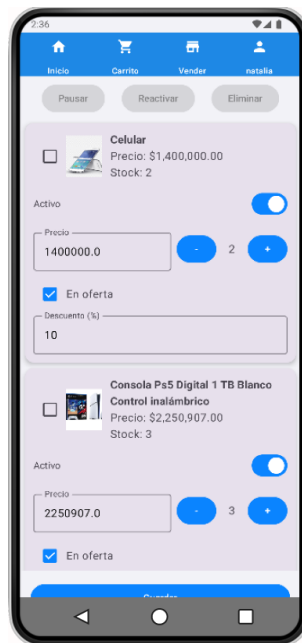 2:36
Inicio Carrito Vender natalia
Pausar Reactivar Eliminar
Celular
Precio: $1,400,000.00
Stock: 2
Activo
Precio
1400000.0 - 2 +
En oferta
Descuento (%)
10
Consola Ps5 Digital 1 TB Blanco
Control inalámbrico
Precio: $2,250,907.00
Stock: 3
Activo
Precio
2250907.0 - 3 +
En oferta